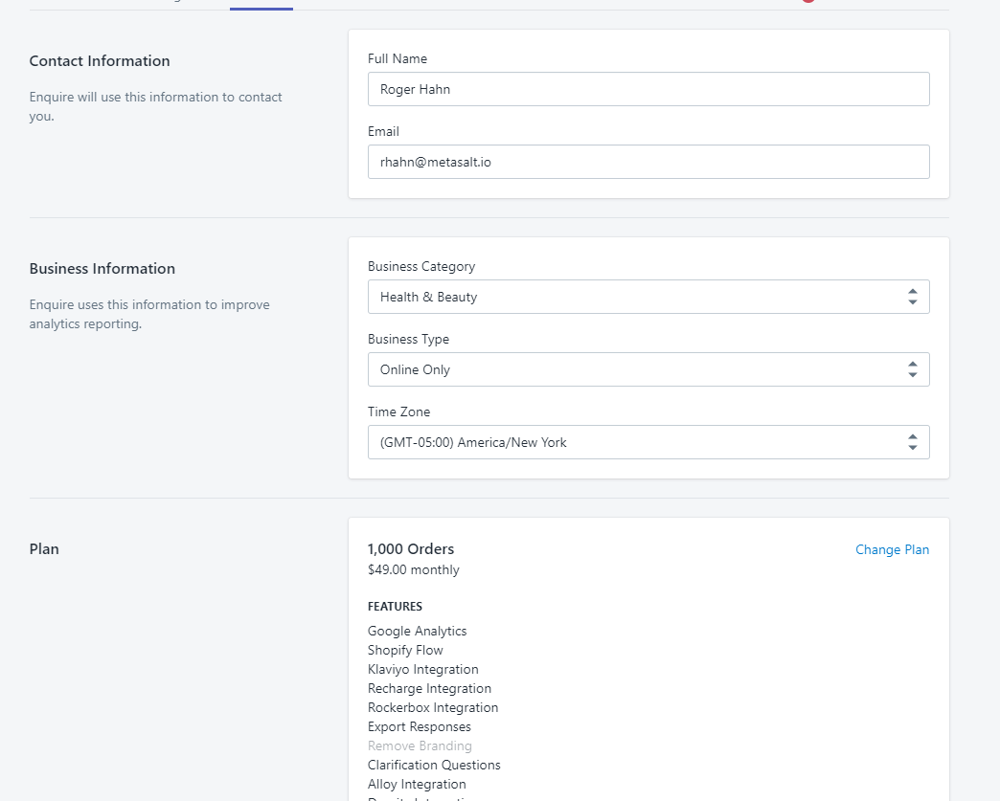 Contact Information
Enquire will use this information to contact
you.
Full Name
Roger Hahn
Email
rhahn@metasalt.io
Business Information
Enquire uses this information to improve
analytics reporting.
Business Category
Health & Beauty
Business Type
Online Only
Time Zone
(GMT-05:00) America/New York
Plan
1,000 Orders
Change Plan
$49.00 monthly
FEATURES
Google Analytics
Shopify Flow
Klaviyo Integration
Recharge Integration
Rockerbox Integration
Export Responses
Remove Branding
Clarification Questions
Alloy Integration